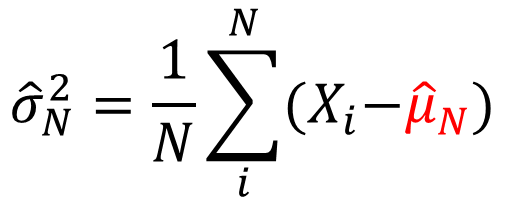 σ̂²_N = 1/N ∑_i^N (X_i − μ̂_N)